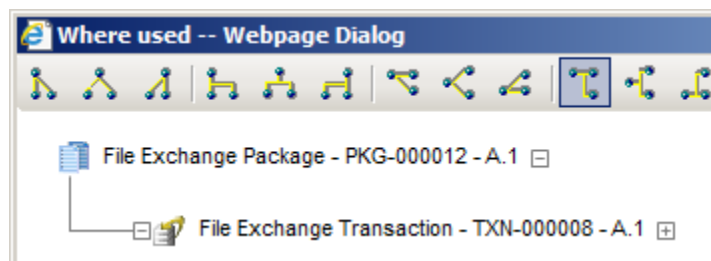 Where used -- Webpage Dialog
File Exchange Package - PKG-000012 - A.1
File Exchange Transaction - TXN-000008 - A.1